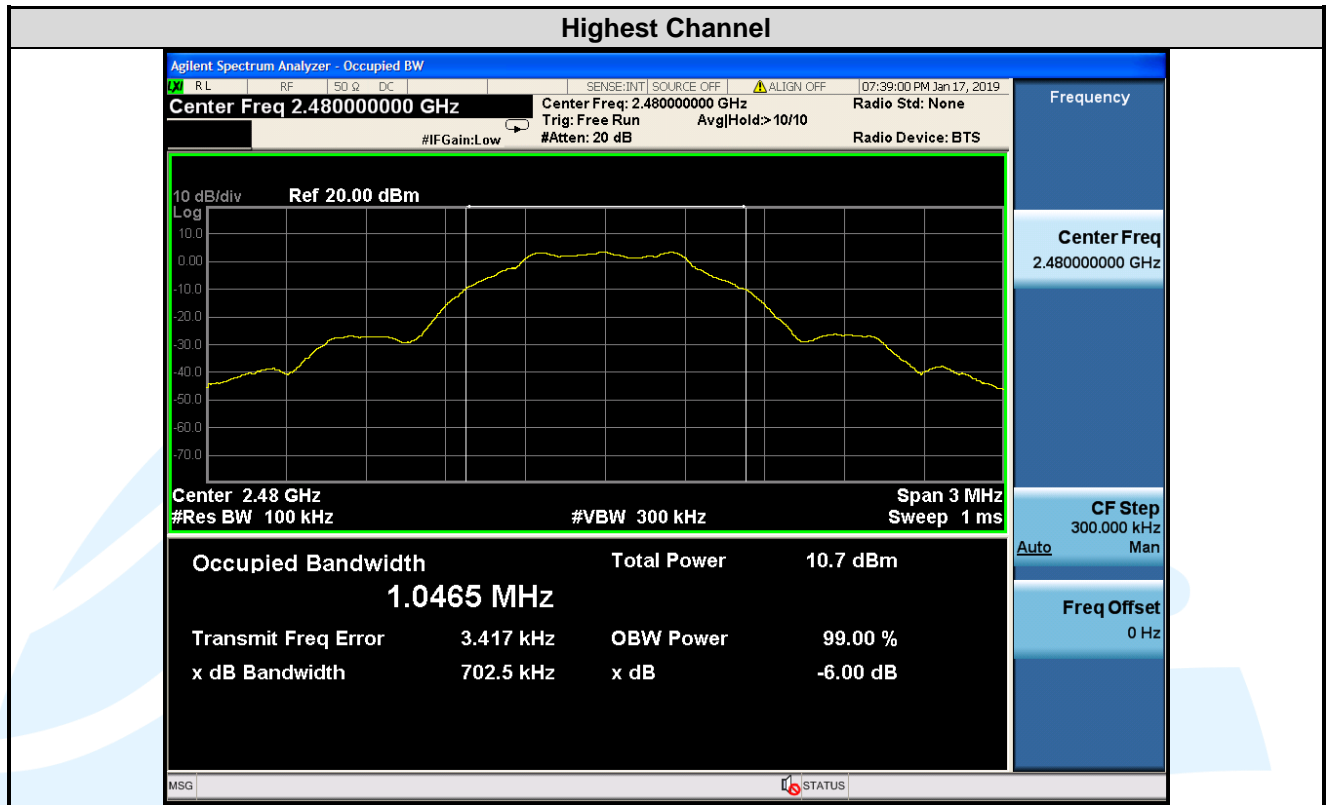 Highest Channel
Agilent Spectrum Analyzer - Occupied BW
LXI RL RF 50 Ω DC SENSE:INT SOURCE OFF ALIGN OFF 07:39:00 PM Jan 17, 2019
Center Freq 2.480000000 GHz Center Freq: 2.480000000 GHz Radio Std: None
Trig: Free Run Avg|Hold:>10/10
#IFGain:Low #Atten: 20 dB Radio Device: BTS
Frequency
10 dB/div Ref 20.00 dBm
Log
10.0
0.00
-10.0
-20.0
-30.0
-40.0
-50.0
-60.0
-70.0
Center 2.48 GHz Span 3 MHz
#Res BW 100 kHz #VBW 300 kHz Sweep 1 ms
Occupied Bandwidth Total Power 10.7 dBm
1.0465 MHz
Transmit Freq Error 3.417 kHz OBW Power 99.00 %
x dB Bandwidth 702.5 kHz x dB -6.00 dB
Center Freq
2.480000000 GHz
CF Step
300.000 kHz
Auto Man
Freq Offset
0 Hz
MSG STATUS